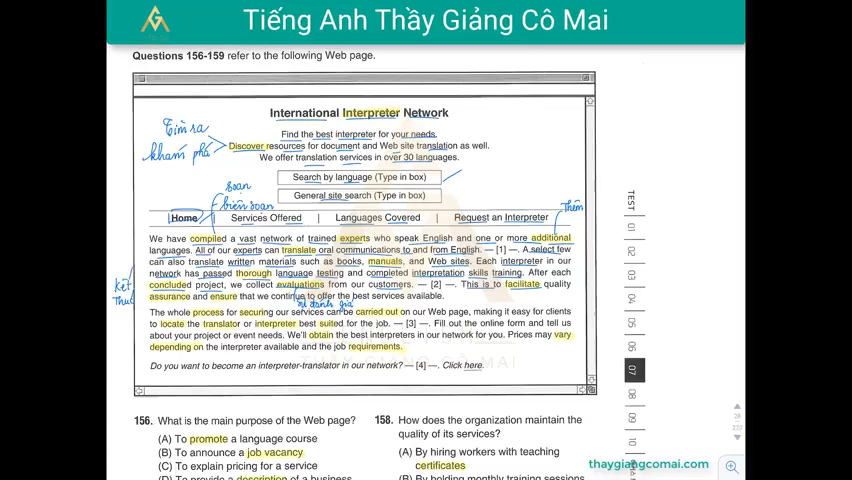 Tiếng Anh Thầy Giảng Cô Mai
Questions 156-159 refer to the following Web page.
International Interpreter Network
Find the best interpreter for your needs.
Discover resources for document and Web site translation as well.
We offer translation services in over 30 languages.
Tìm ra
khám phá
Search by language (Type in box)
General site search (Type in box)
soạn
biên soạn
Thêm
Home | Services Offered | Languages Covered | Request an Interpreter
We have compiled a vast network of trained experts who speak English and one or more additional
languages. All of our experts can translate oral communications to and from English. — [1] —. A select few
can also translate written materials such as books, manuals, and Web sites. Each interpreter in our
network has passed thorough language testing and completed interpretation skills training. After each
concluded project, we collect evaluations from our customers. — [2] —. This is to facilitate quality
assurance and ensure that we continue to offer the best services available.
kết
thúc
sự đánh giá
The whole process for securing our services can be carried out on our Web page, making it easy for clients
to locate the translator or interpreter best suited for the job. — [3] —. Fill out the online form and tell us
about your project or event needs. We'll obtain the best interpreters in our network for you. Prices may vary
depending on the interpreter available and the job requirements.
Do you want to become an interpreter-translator in our network? — [4] —. Click here.
THẦY GIẢNG CÔ MAI
TEST
01
02
03
04
05
06
07
08
09
10
156. What is the main purpose of the Web page?
(A) To promote a language course
(B) To announce a job vacancy
(C) To explain pricing for a service
(D) To provide a description of a business
158. How does the organization maintain the
quality of its services?
(A) By hiring workers with teaching
certificates
(B) By holding monthly training sessions
thaygiangcomai.com